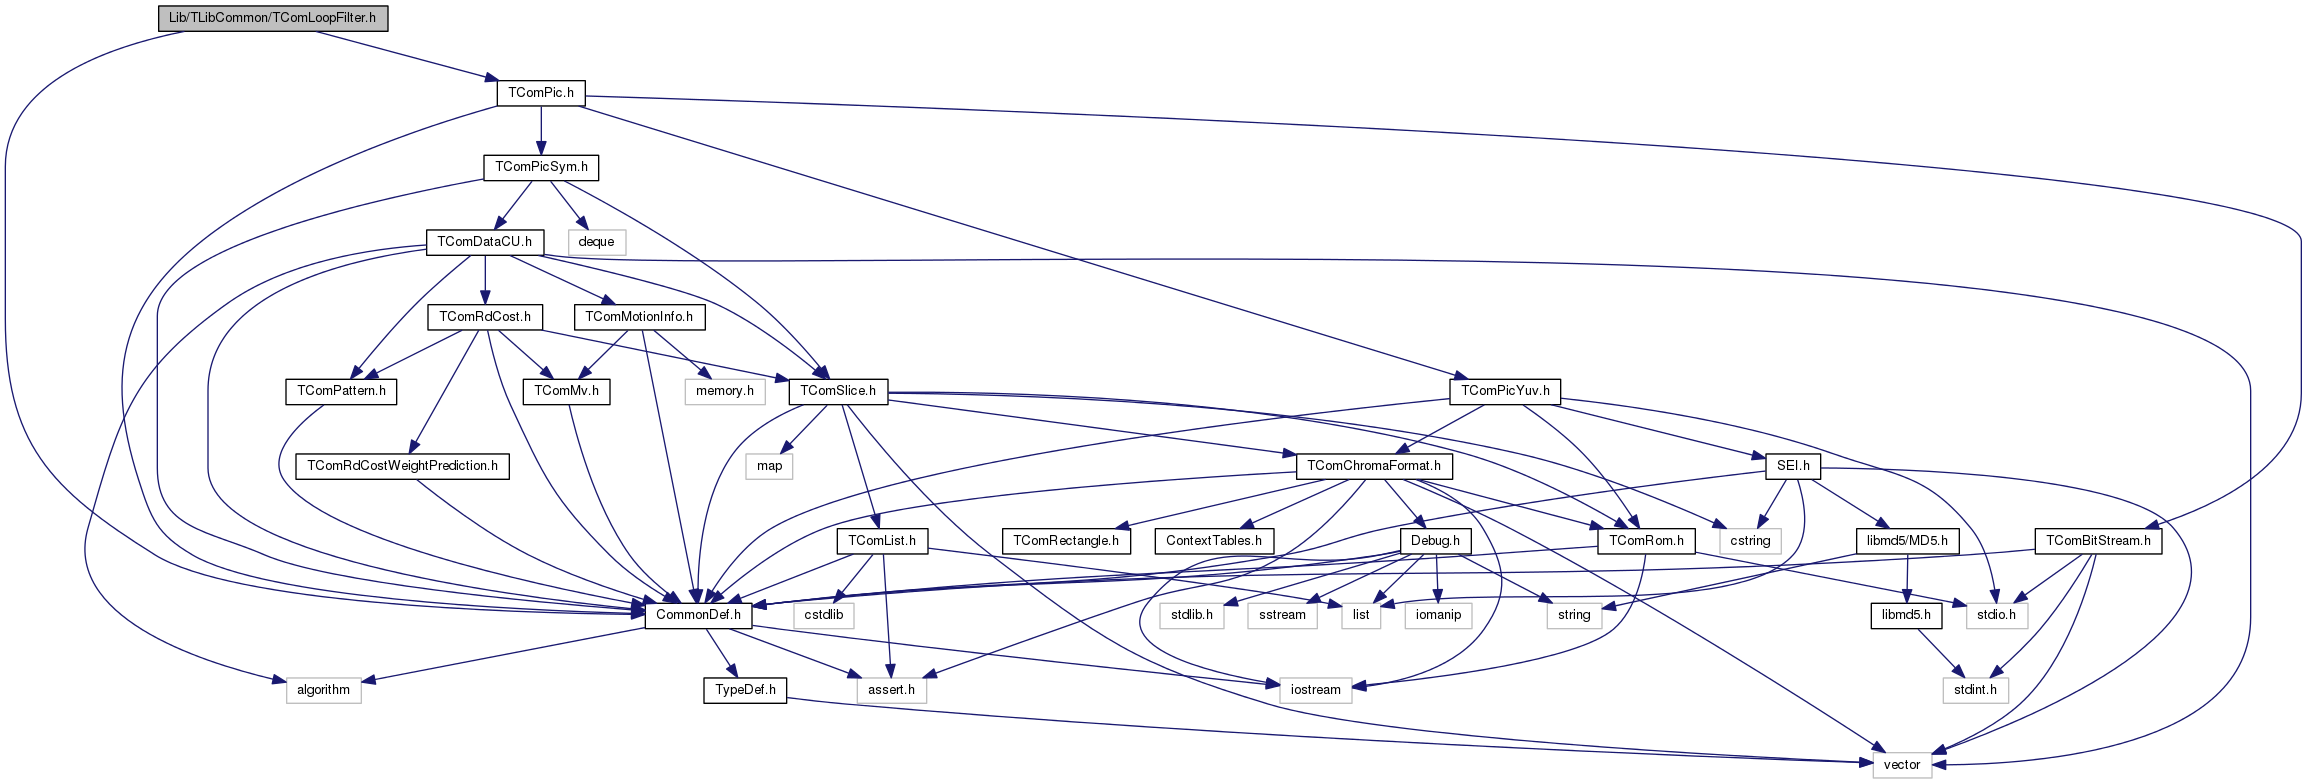 Lib/TLibCommon/TComLoopFilter.h
TComPic.h
TComPicSym.h
TComDataCU.h
deque
TComRdCost.h
TComMotionInfo.h
TComPattern.h
TComMv.h
memory.h
TComSlice.h
TComPicYuv.h
TComRdCostWeightPrediction.h
map
TComChromaFormat.h
SEI.h
TComList.h
TComRectangle.h
ContextTables.h
Debug.h
TComRom.h
cstring
libmd5/MD5.h
TComBitStream.h
CommonDef.h
cstdlib
stdlib.h
sstream
list
iomanip
string
libmd5.h
stdio.h
algorithm
TypeDef.h
assert.h
iostream
stdint.h
vector